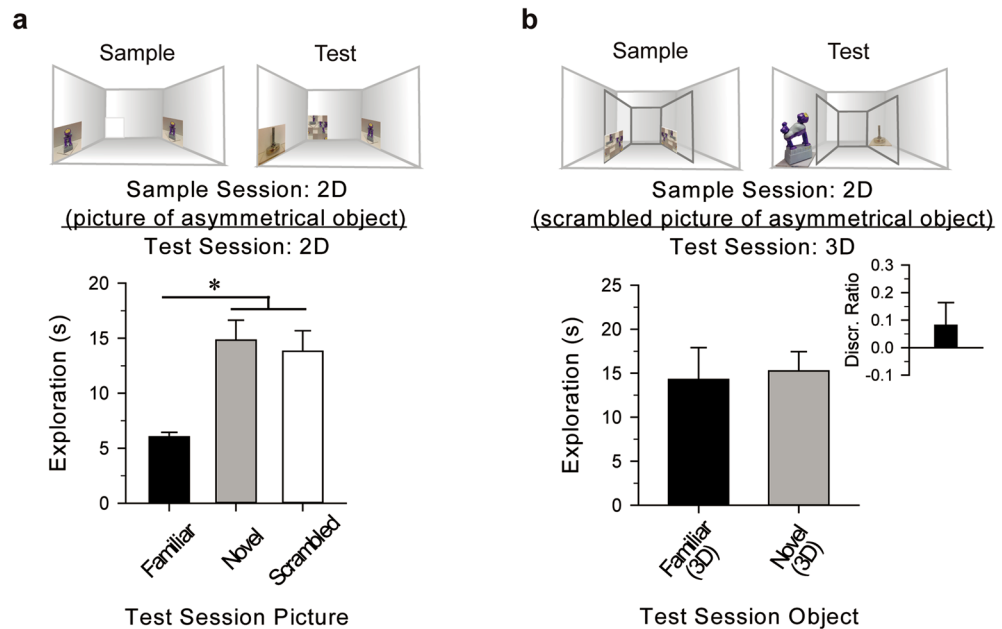 a
Sample
Test
Sample Session: 2D
(picture of asymmetrical object)
Test Session: 2D
20
15
10
5
0
Exploration (s)
*
Familiar
Novel
Scrambled
Test Session Picture
b
Sample
Test
Sample Session: 2D
(scrambled picture of asymmetrical object)
Test Session: 3D
25
20
15
10
5
0
Exploration (s)
Familiar
(3D)
Novel
(3D)
Test Session Object
0.3
0.2
0.1
0.0
-0.1
Discr. Ratio